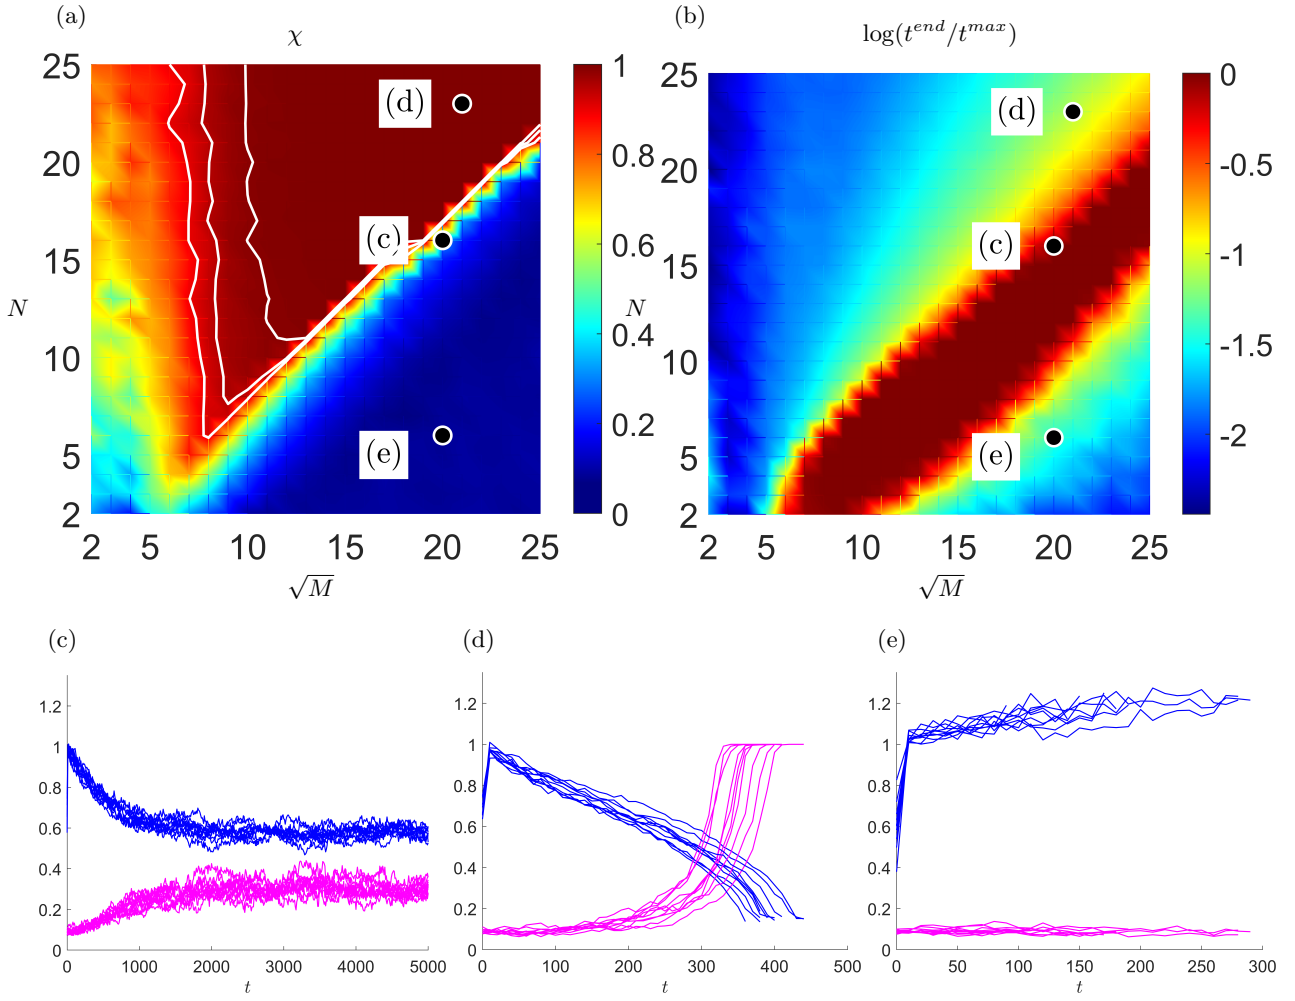 (a)
χ
25
20
15
10
5
2
N
2 5 10 15 20 25
√M
(d)
(c)
(e)
1
0.8
0.6
0.4
0.2
0
(b)
log(t^end/t^max)
25
20
15
10
5
2
N
2 5 10 15 20 25
√M
(d)
(c)
(e)
0
-0.5
-1
-1.5
-2
(c)
1.2
1
0.8
0.6
0.4
0.2
0
0 1000 2000 3000 4000 5000
t
(d)
1.2
1
0.8
0.6
0.4
0.2
0
0 100 200 300 400 500
t
(e)
1.2
1
0.8
0.6
0.4
0.2
0
0 50 100 150 200 250 300
t